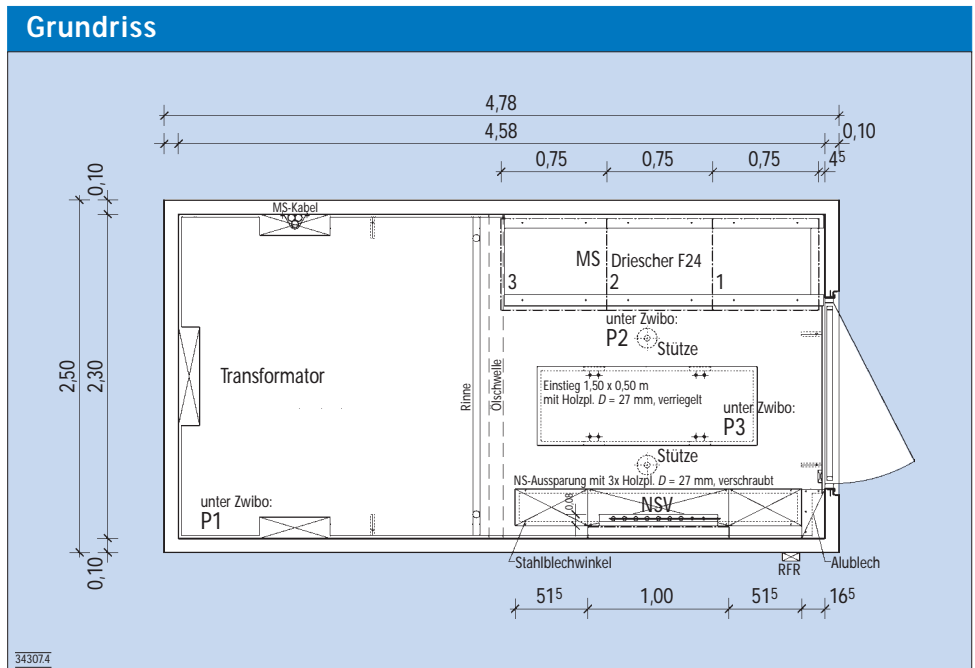 Grundriss
4,78
4,58
0,10
0,75
0,75
0,75
4⁵
0,10
MS-Kabel
MS
Driescher F24
3
2
1
unter Zwibo:
P2
Stütze
2,50
2,30
Transformator
Rinne
Ölschwelle
Einstieg 1,50 x 0,50 m
mit Holzpl. D = 27 mm, verriegelt
unter Zwibo:
P3
Stütze
NS-Aussparung mit 3x Holzpl. D = 27 mm, verschraubt
unter Zwibo:
P1
0,08
NSV
0,10
Stahlblechwinkel
RFR
Alublech
51⁵
1,00
51⁵
16⁵
34307.4